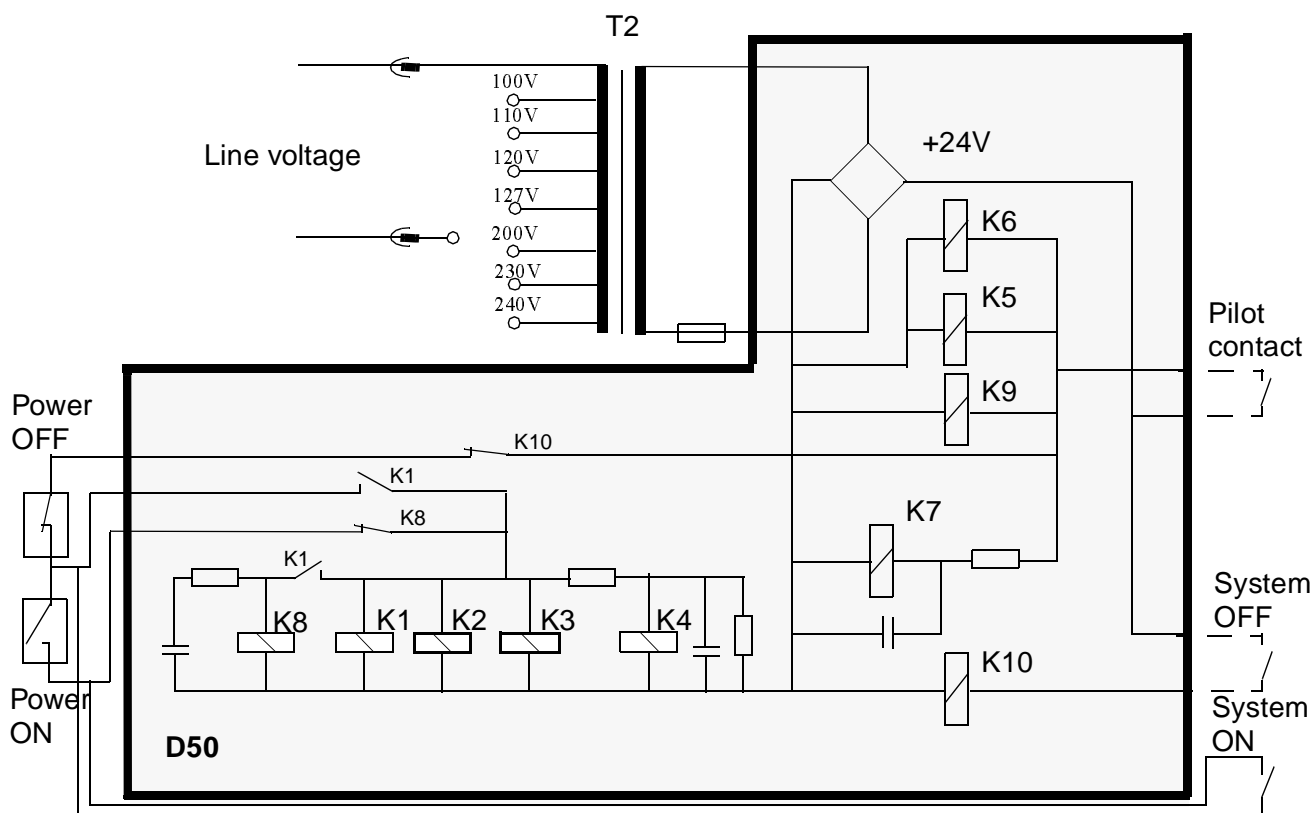 T2
100V
110V
120V
127V
200V
230V
240V
Line voltage
+24V
K6
K5
K9
Pilot
contact
Power
OFF
K10
K1
K8
K7
K1
K8
K1
K2
K3
K4
System
OFF
K10
Power
ON
System
ON
D50